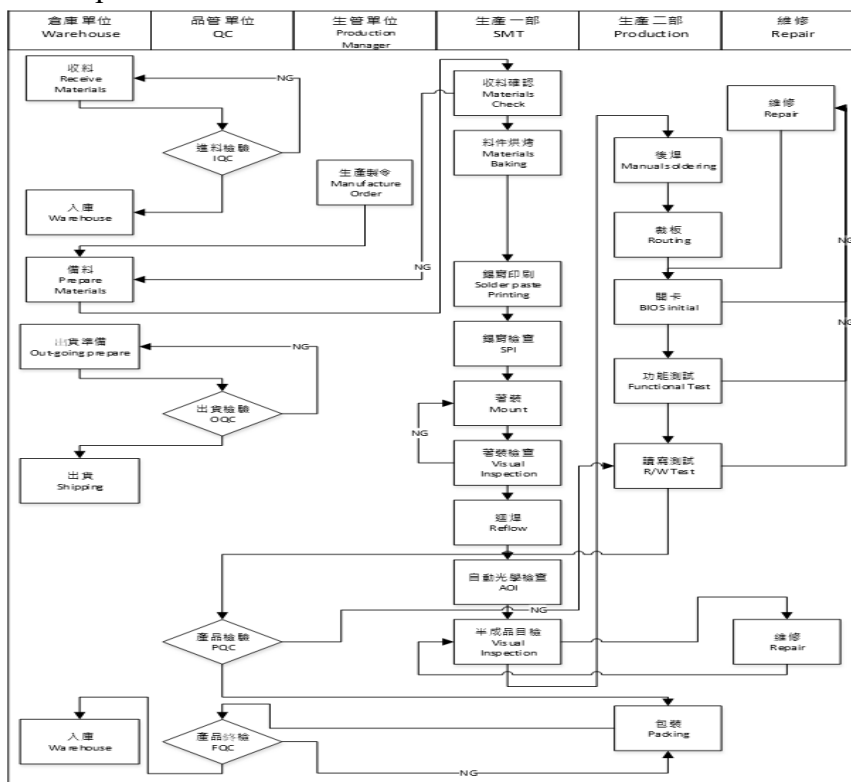 倉庫單位
Warehouse
品管單位
QC
生管單位
Production
Manager
生產一部
SMT
生產二部
Production
維修
Repair
收料
Receive
Materials
NG
進料檢驗
IQC
入庫
Warehouse
生產製令
Manufacture
Order
備料
Prepare
Materials
NG
出貨準備
Out-going prepare
NG
出貨檢驗
OQC
出貨
Shipping
收料確認
Materials
Check
料件烘烤
Materials
Baking
錫膏印刷
Solder paste
Printing
錫膏檢查
SPI
著裝
Mount
NG
著裝檢查
Visual
Inspection
迴焊
Reflow
自動光學檢查
AOI
半成品目檢
Visual
Inspection
後焊
Manual soldering
裁板
Routing
關卡
BIOS initial
功能測試
Functional Test
讀寫測試
R/W Test
維修
Repair
NG
NG
產品檢驗
PQC
NG
維修
Repair
包裝
Packing
產品終檢
FQC
NG
入庫
Warehouse